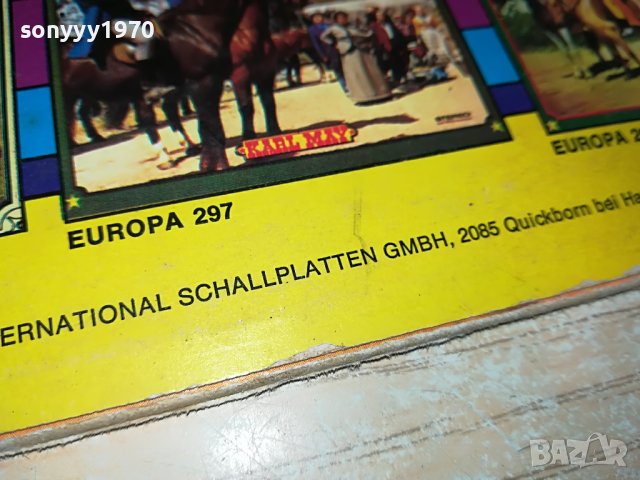 sonyyy1970
KARL MAY
EUROPA 297
EUROPA 2
ERNATIONAL SCHALLPLATTEN GMBH, 2085 Quickborn bei Ha
BAZAR